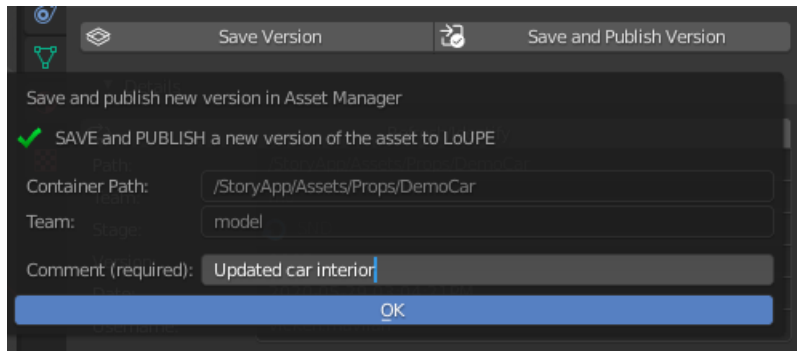 Save Version
Save and Publish Version
Save and publish new version in Asset Manager
SAVE and PUBLISH a new version of the asset to LoUPE
Container Path: /StoryApp/Assets/Props/DemoCar
Team: model
Comment (required): Updated car interior
OK